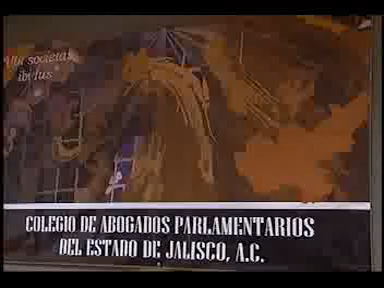 Ubi societas,
ibi ius
COLEGIO DE ABOGADOS PARLAMENTARIOS
DEL ESTADO DE JALISCO, A.C.